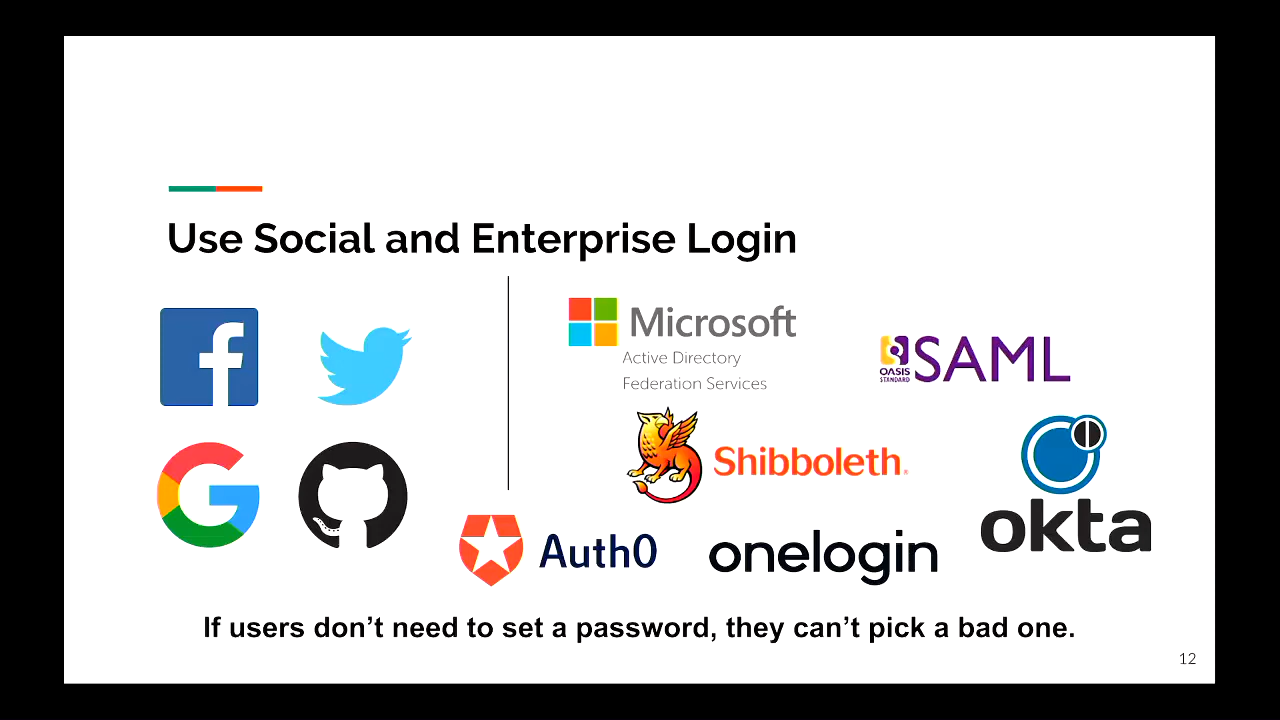 Use Social and Enterprise Login
Microsoft
Active Directory
Federation Services
OASIS
STANDARD
SAML
Shibboleth.
okta
Auth0
onelogin
If users don’t need to set a password, they can’t pick a bad one.
12